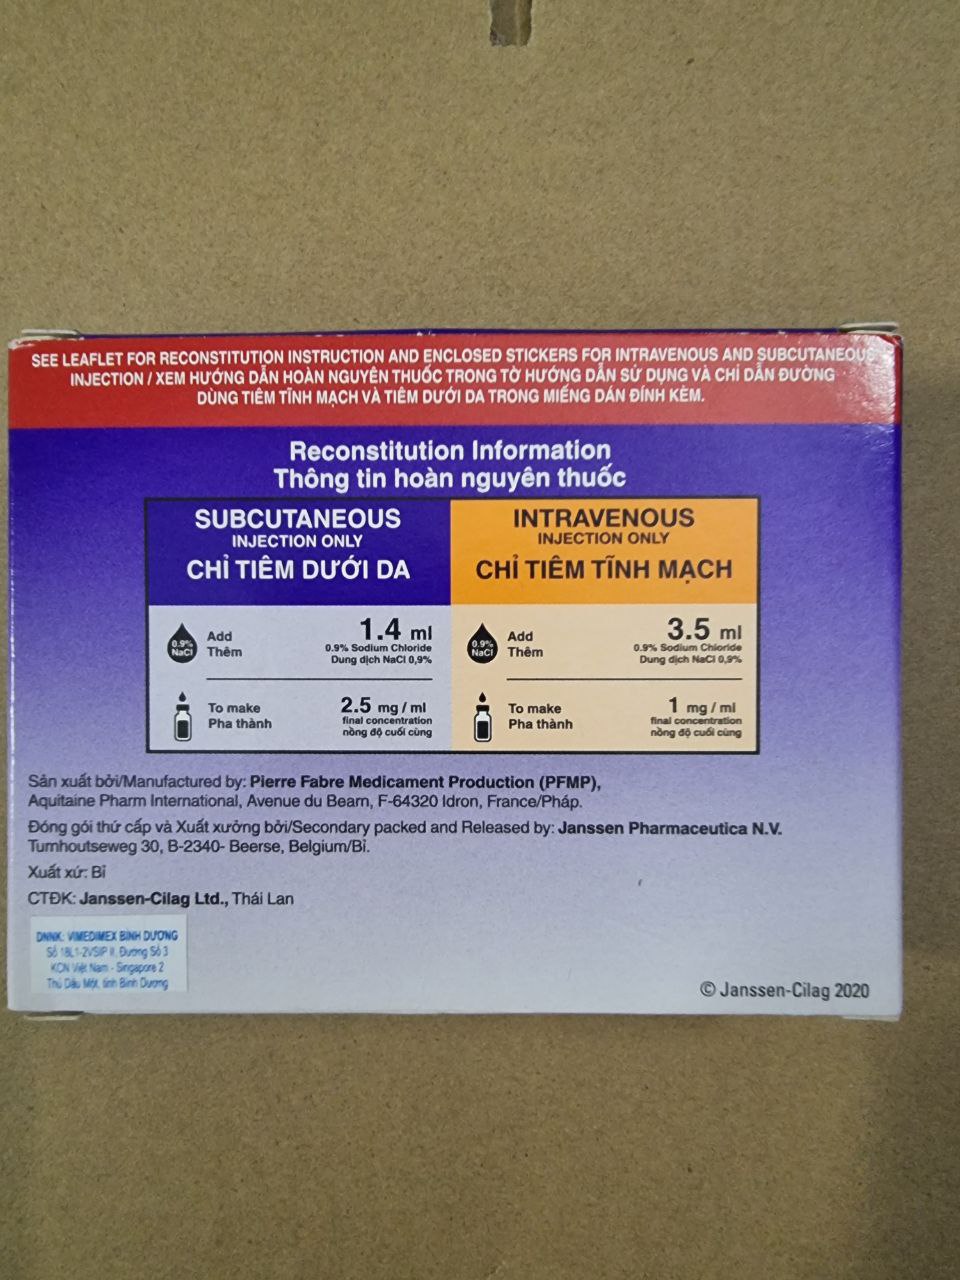 SEE LEAFLET FOR RECONSTITUTION INSTRUCTION AND ENCLOSED STICKERS FOR INTRAVENOUS AND SUBCUTANEOUS
INJECTION / XEM HƯỚNG DẪN HOÀN NGUYÊN THUỐC TRONG TỜ HƯỚNG DẪN SỬ DỤNG VÀ CHỈ DẪN ĐƯỜNG
DÙNG TIÊM TĨNH MẠCH VÀ TIÊM DƯỚI DA TRONG MIẾNG DÁN ĐÍNH KÈM.
Reconstitution Information
Thông tin hoàn nguyên thuốc
SUBCUTANEOUS
INJECTION ONLY
CHỈ TIÊM DƯỚI DA
0.9%
NaCl
Add
Thêm
1.4 ml
0.9% Sodium Chloride
Dung dịch NaCl 0,9%
To make
Pha thành
2.5 mg / ml
final concentration
nồng độ cuối cùng
INTRAVENOUS
INJECTION ONLY
CHỈ TIÊM TĨNH MẠCH
0.9%
NaCl
Add
Thêm
3.5 ml
0.9% Sodium Chloride
Dung dịch NaCl 0,9%
To make
Pha thành
1 mg / ml
final concentration
nồng độ cuối cùng
Sản xuất bởi/Manufactured by: Pierre Fabre Medicament Production (PFMP),
Aquitaine Pharm International, Avenue du Bearn, F-64320 Idron, France/Pháp.
Đóng gói thứ cấp và Xuất xưởng bởi/Secondary packed and Released by: Janssen Pharmaceutica N.V.
Turnhoutseweg 30, B-2340- Beerse, Belgium/Bỉ.
Xuất xứ: Bỉ
CTĐK: Janssen-Cilag Ltd., Thái Lan
DNNK: VIMEDIMEX BÌNH DƯƠNG
Số 18L1-2VSIP II, Đường Số 3
KCN Việt Nam - Singapore 2
Thủ Dầu Một, tỉnh Bình Dương
© Janssen-Cilag 2020